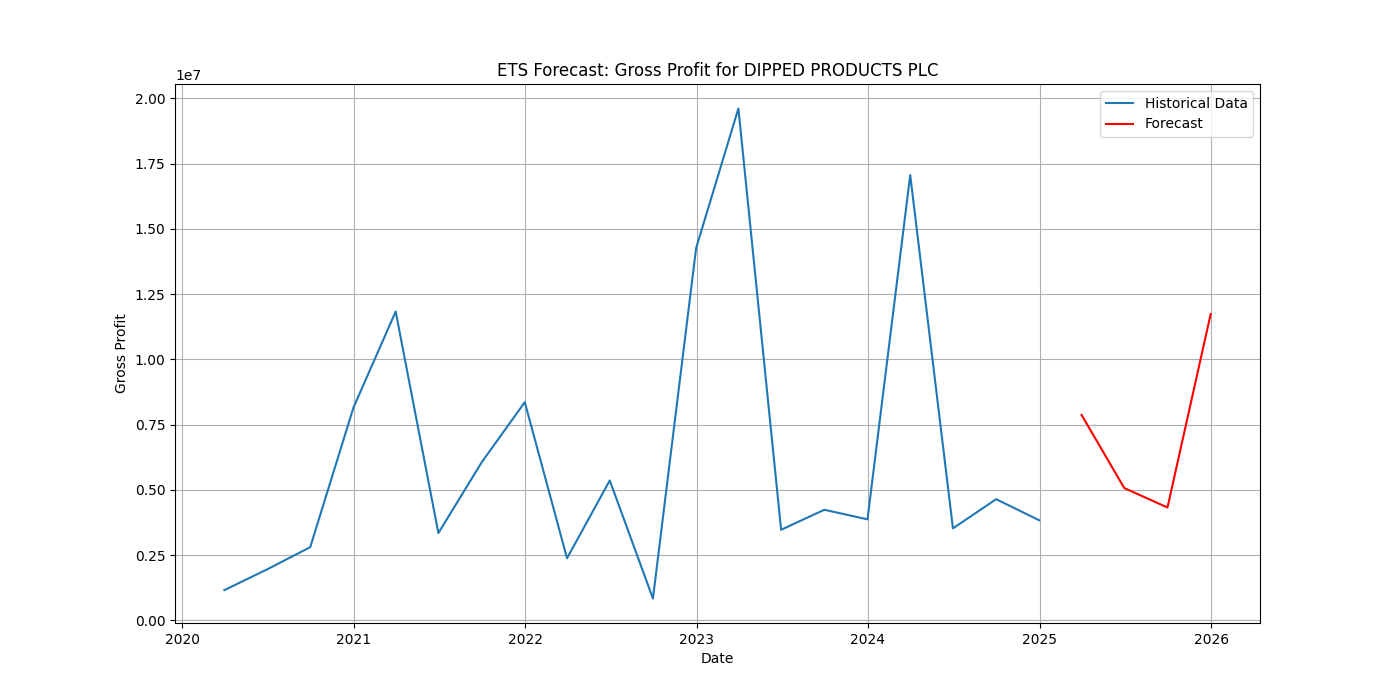 ETS Forecast: Gross Profit for DIPPED PRODUCTS PLC
1e7
2.00
1.75
1.50
1.25
1.00
0.75
0.50
0.25
0.00
Gross Profit
Historical Data
Forecast
2020 2021 2022 2023 2024 2025 2026
Date